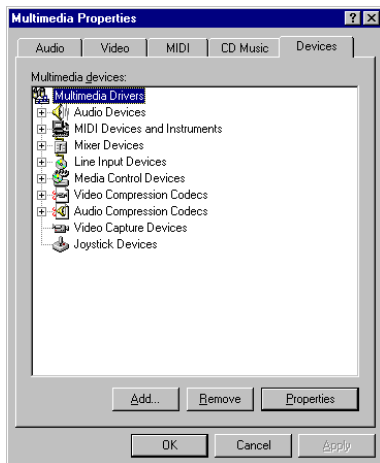 Multimedia Properties
Audio Video MIDI CD Music Devices
Multimedia devices:
Multimedia Drivers
Audio Devices
MIDI Devices and Instruments
Mixer Devices
Line Input Devices
Media Control Devices
Video Compression Codecs
Audio Compression Codecs
Video Capture Devices
Joystick Devices
Add... Remove Properties
OK Cancel Apply